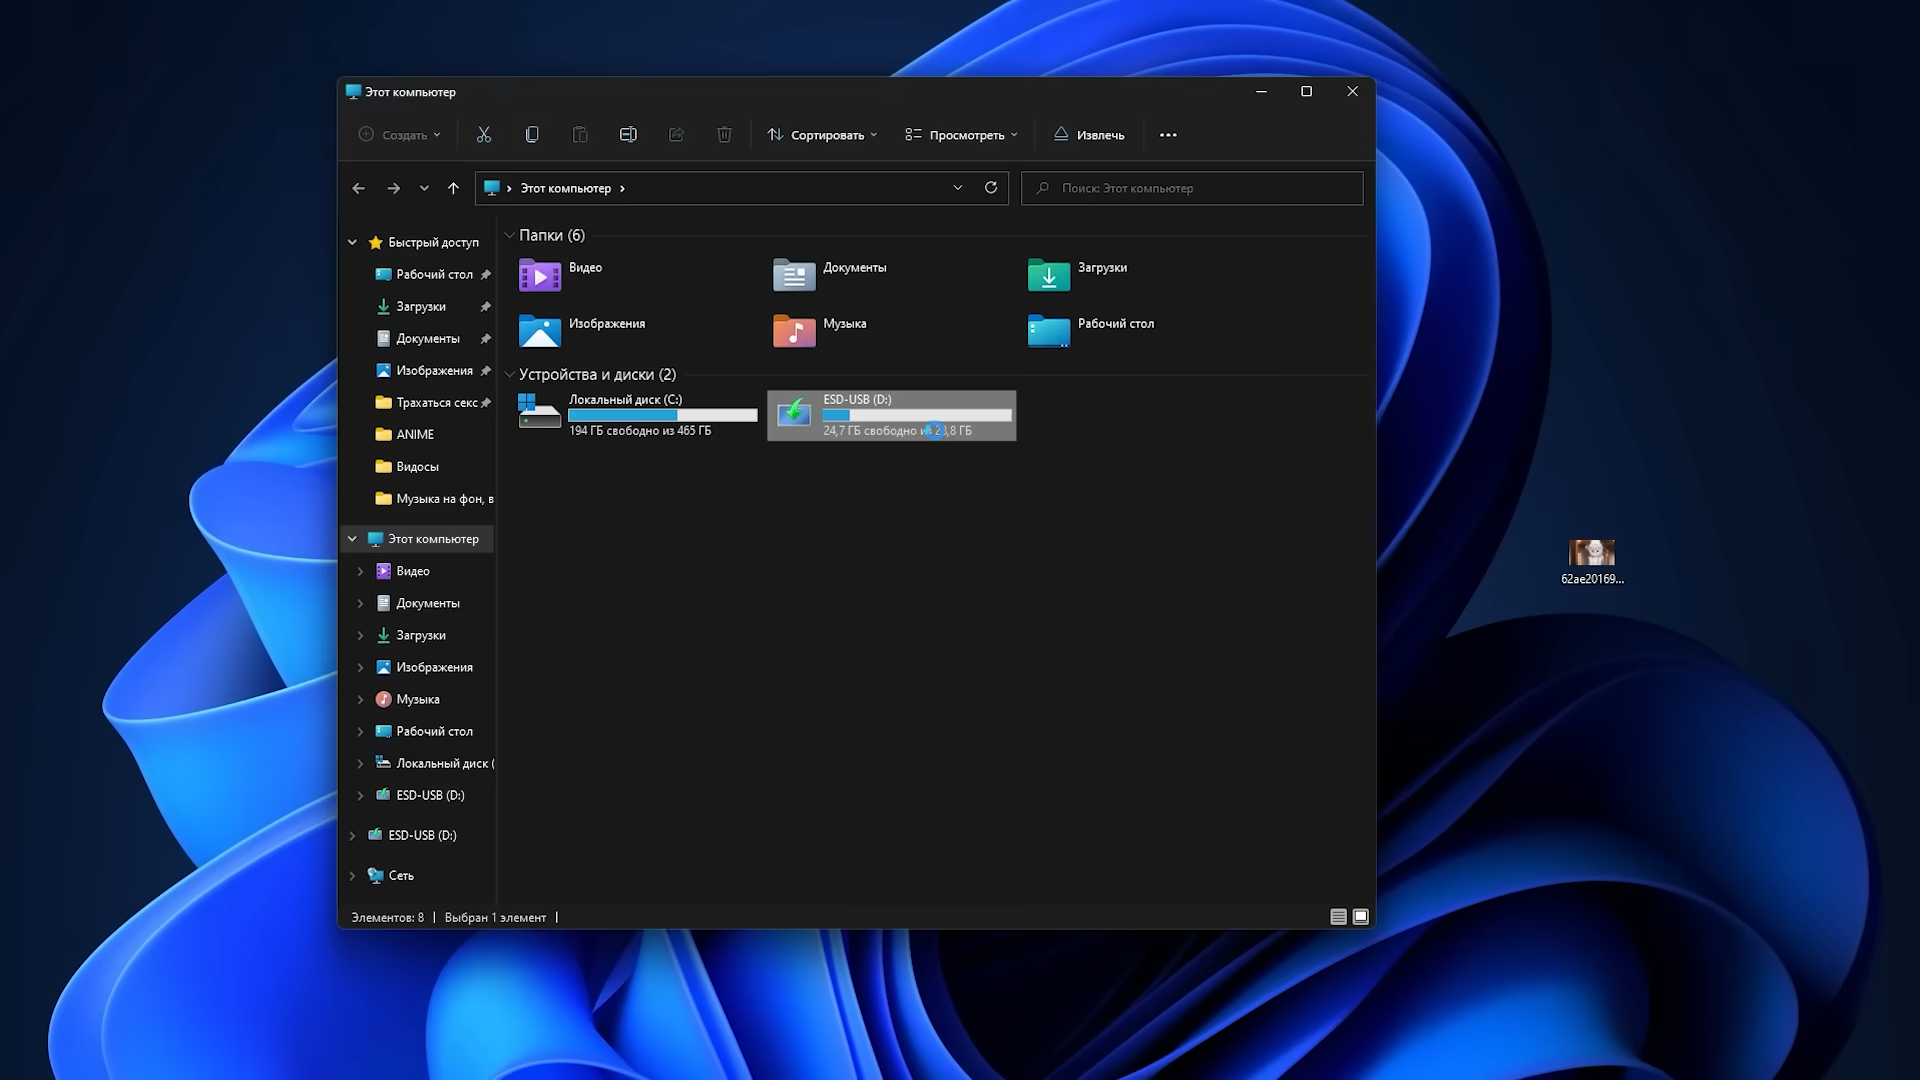 Этот компьютер
Создать
Сортировать
Просмотреть
Извлечь
Этот компьютер
Поиск: Этот компьютер
Быстрый доступ
Рабочий стол
Загрузки
Документы
Изображения
Трахаться секс
ANIME
Видосы
Музыка на фон, в
Этот компьютер
Видео
Документы
Загрузки
Изображения
Музыка
Рабочий стол
Локальный диск (
ESD-USB (D:)
ESD-USB (D:)
Сеть
Папки (6)
Видео
Документы
Загрузки
Изображения
Музыка
Рабочий стол
Устройства и диски (2)
Локальный диск (C:)
194 ГБ свободно из 465 ГБ
ESD-USB (D:)
24,7 ГБ свободно ГБ
Элементов: 8
Выбран 1 элемент
62ae20169...